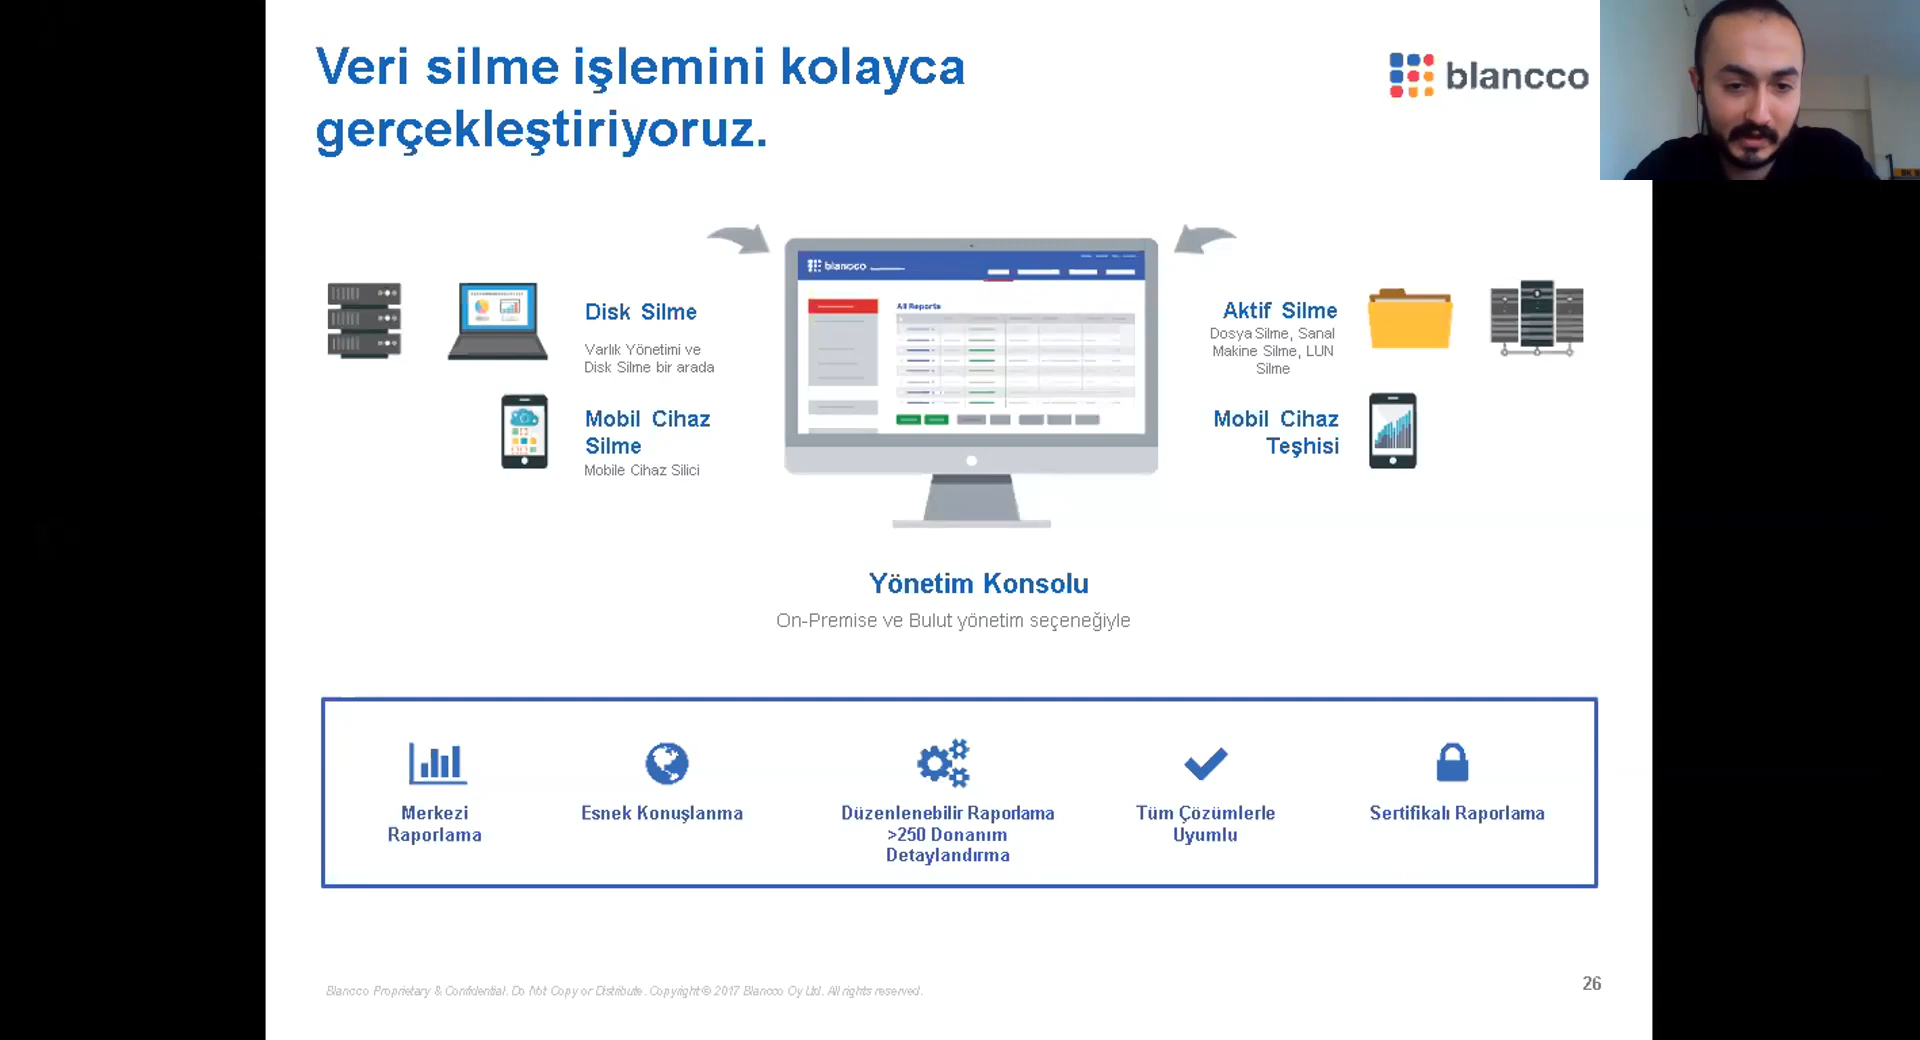 Veri silme işlemini kolayca
gerçekleştiriyoruz.
blancco
blancco
All Reports
Disk Silme
Varlık Yönetimi ve
Disk Silme bir arada
Mobil Cihaz
Silme
Mobile Cihaz Silici
Aktif Silme
Dosya Silme, Sanal
Makine Silme, LUN
Silme
Mobil Cihaz
Teşhisi
Yönetim Konsolu
On-Premise ve Bulut yönetim seçeneğiyle
Merkezi
Raporlama
Esnek Konuşlanma
Düzenlenebilir Raporlama
>250 Donanım
Detaylandırma
Tüm Çözümlerle
Uyumlu
Sertifikalı Raporlama
Blancco Proprietary & Confidential. Do Not Copy or Distribute. Copyright © 2017 Blancco Oy Ltd. All rights reserved.
26